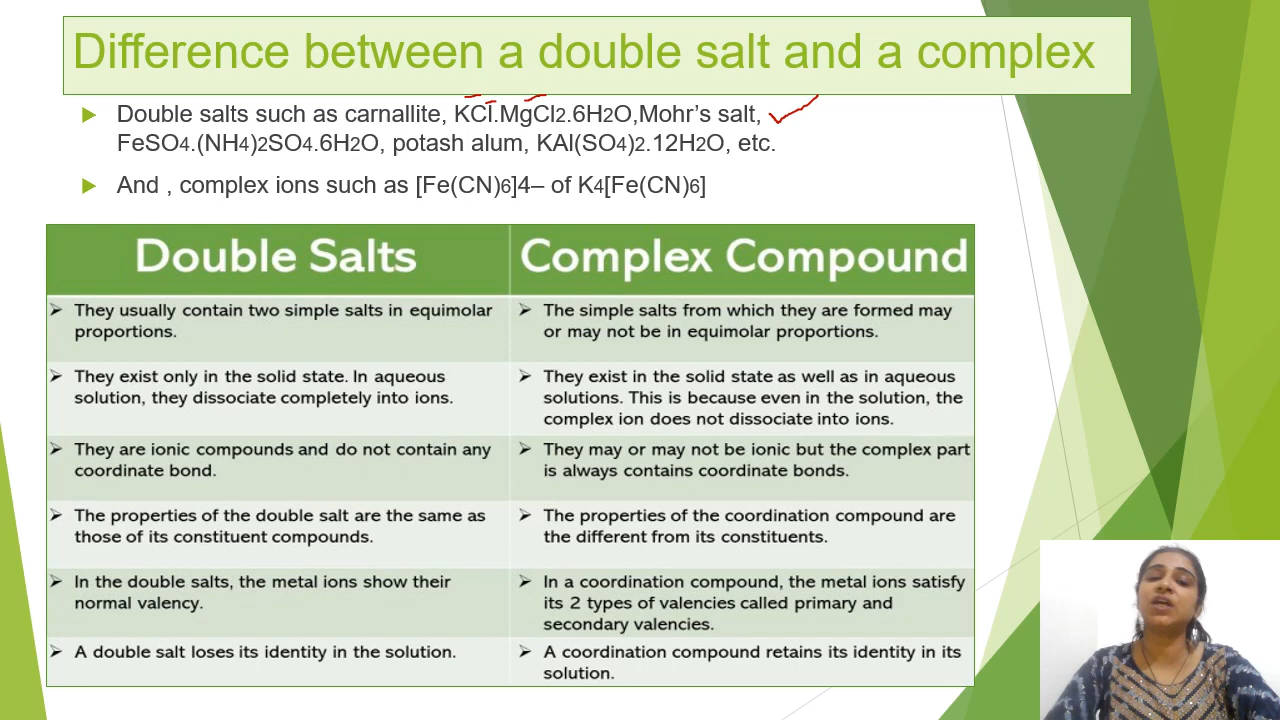 Difference between a double salt and a complex
Double salts such as carnallite, KCl.MgCl2.6H2O,Mohr's salt,
FeSO4.(NH4)2SO4.6H2O, potash alum, KAl(SO4)2.12H2O, etc.
And , complex ions such as [Fe(CN)6]4– of K4[Fe(CN)6]
Double Salts
Complex Compound
They usually contain two simple salts in equimolar
proportions.
The simple salts from which they are formed may
or may not be in equimolar proportions.
They exist only in the solid state. In aqueous
solution, they dissociate completely into ions.
They exist in the solid state as well as in aqueous
solutions. This is because even in the solution, the
complex ion does not dissociate into ions.
They are ionic compounds and do not contain any
coordinate bond.
They may or may not be ionic but the complex part
is always contains coordinate bonds.
The properties of the double salt are the same as
those of its constituent compounds.
The properties of the coordination compound are
the different from its constituents.
In the double salts, the metal ions show their
normal valency.
In a coordination compound, the metal ions satisfy
its 2 types of valencies called primary and
secondary valencies.
A double salt loses its identity in the solution.
A coordination compound retains its identity in its
solution.